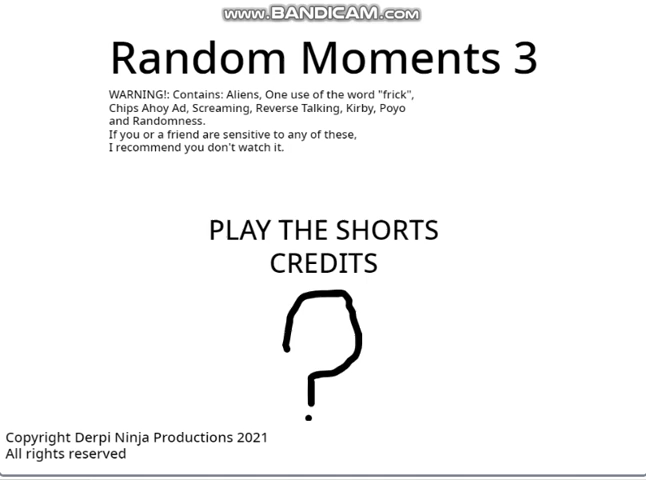 www.BANDICAM.com
Random Moments 3
WARNING!: Contains: Aliens, One use of the word "frick",
Chips Ahoy Ad, Screaming, Reverse Talking, Kirby, Poyo
and Randomness.
If you or a friend are sensitive to any of these,
I recommend you don't watch it.
PLAY THE SHORTS
CREDITS
?
Copyright Derpi Ninja Productions 2021
All rights reserved